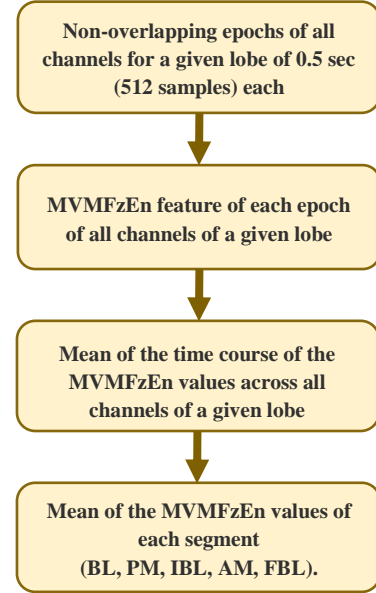 Non-overlapping epochs of all
channels for a given lobe of 0.5 sec
(512 samples) each
MVMFzEn feature of each epoch
of all channels of a given lobe
Mean of the time course of the
MVMFzEn values across all
channels of a given lobe
Mean of the MVMFzEn values of
each segment
(BL, PM, IBL, AM, FBL).